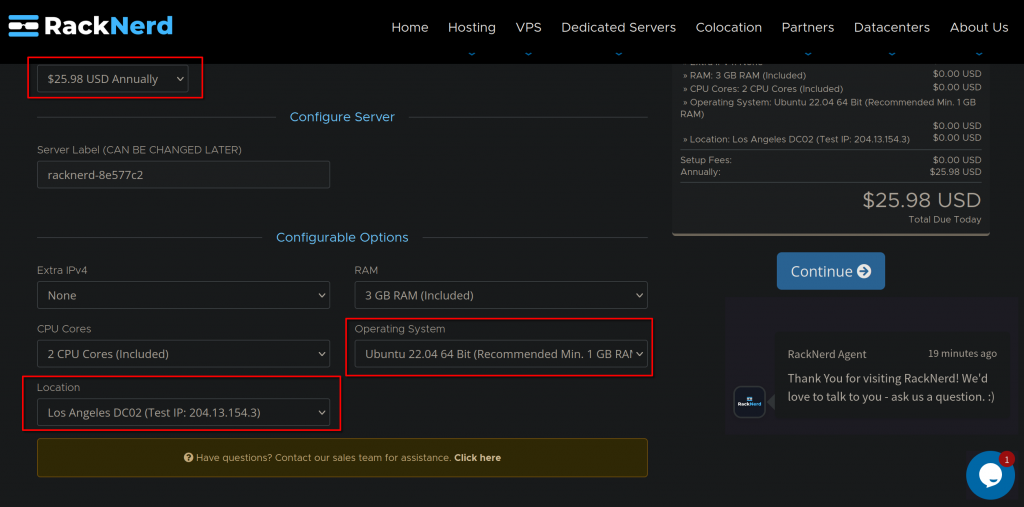 RackNerd
Home Hosting VPS Dedicated Servers Colocation Partners Datacenters About Us
$25.98 USD Annually
Configure Server
Server Label (CAN BE CHANGED LATER)
racknerd-8e577c2
Configurable Options
Extra IPv4
None
RAM
3 GB RAM (Included)
CPU Cores
2 CPU Cores (Included)
Operating System
Ubuntu 22.04 64 Bit (Recommended Min. 1 GB RAM
Location
Los Angeles DC02 (Test IP: 204.13.154.3)
Have questions? Contact our sales team for assistance. Click here
$0.00 USD
» RAM: 3 GB RAM (Included) $0.00 USD
» CPU Cores: 2 CPU Cores (Included) $0.00 USD
» Operating System: Ubuntu 22.04 64 Bit (Recommended Min. 1 GB
RAM)
$0.00 USD
» Location: Los Angeles DC02 (Test IP: 204.13.154.3) $0.00 USD
Setup Fees: $0.00 USD
Annually: $25.98 USD
$25.98 USD
Total Due Today
Continue
RackNerd Agent 19 minutes ago
Thank You for visiting RackNerd! We'd
love to talk to you - ask us a question. :)
RackNerd
1